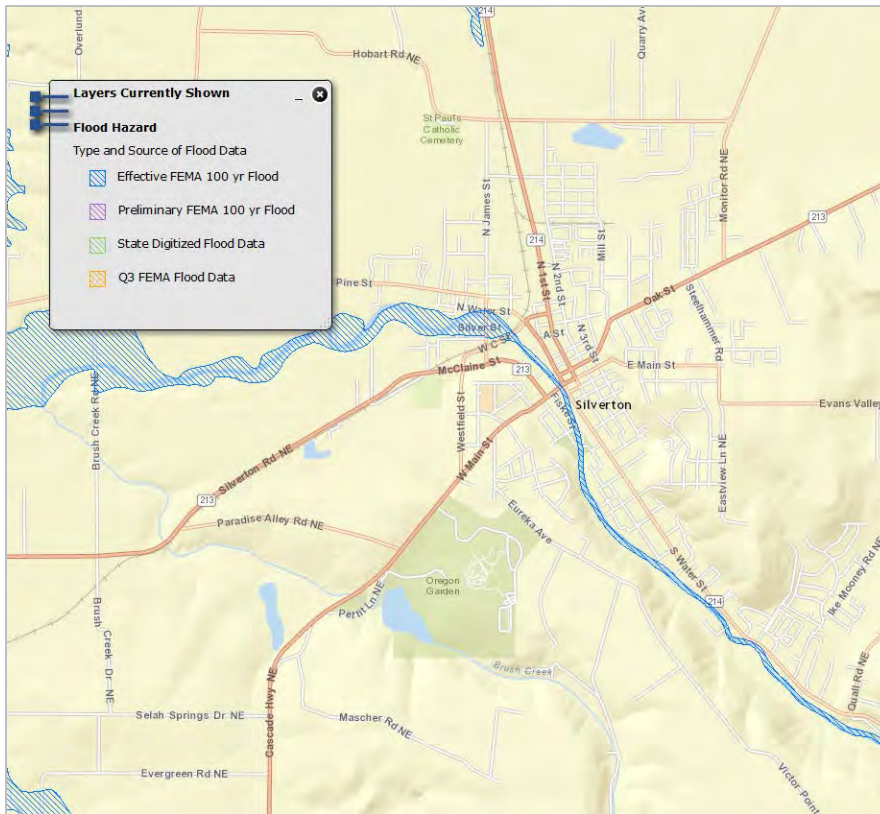 214
Overlund
Hobart Rd NE
Quarry Ave
Layers Currently Shown
Flood Hazard
Type and Source of Flood Data
Effective FEMA 100 yr Flood
Preliminary FEMA 100 yr Flood
State Digitized Flood Data
Q3 FEMA Flood Data
St Paul's
Catholic
Cemetery
N James St
Monitor Rd NE
213
214
Mill St
N 1st St
N 2nd St
Pine St
Oak St
Steelhammer Rd
N Water St
Silver St
A St
N 3rd St
W C St
McClaine St
213
E Main St
Brush Creek Rd NE
Westfield St
Fiske St
Silverton
Evans Valley
W Main St
Eastview Ln NE
Silverton Rd NE
213
Paradise Alley Rd NE
Eureka Ave
S Water St
Oregon
Garden
Perrit Ln NE
214
Ike Mooney Rd NE
Brush Creek Dr NE
Brush Creek
Quall Rd NE
Selah Springs Dr NE
Cascade Hwy NE
Mascher Rd NE
Evergreen Rd NE
Victor Point